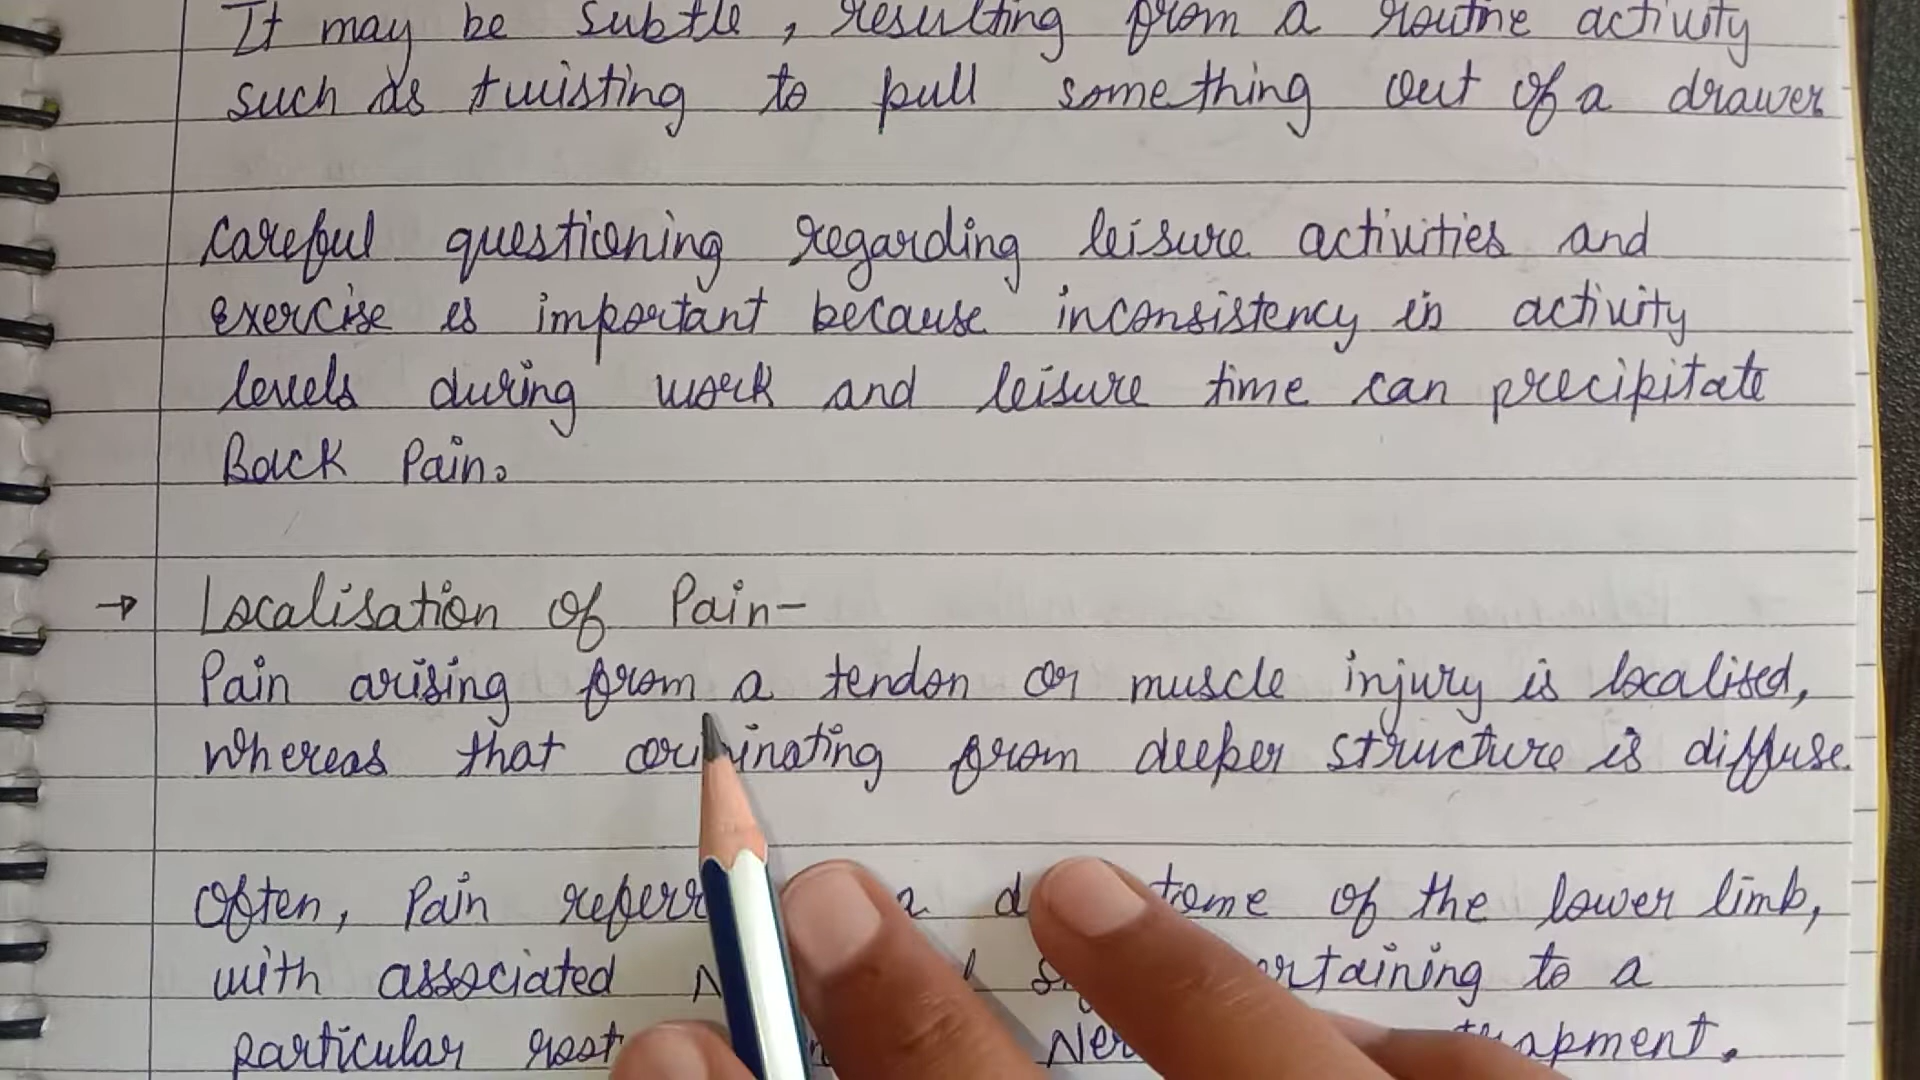 It may be subtle, resulting from a routine activity
such as twisting to pull something out of a drawer
Careful questioning regarding leisure activities and
exercise is important because inconsistency in activity
levels during work and leisure time can precipitate
Back Pain.
→ Localisation of Pain-
Pain arising from a tendon or muscle injury is localised,
whereas that originating from deeper structure is diffuse.
Often, Pain of the lower limb,
with associated to a
particular